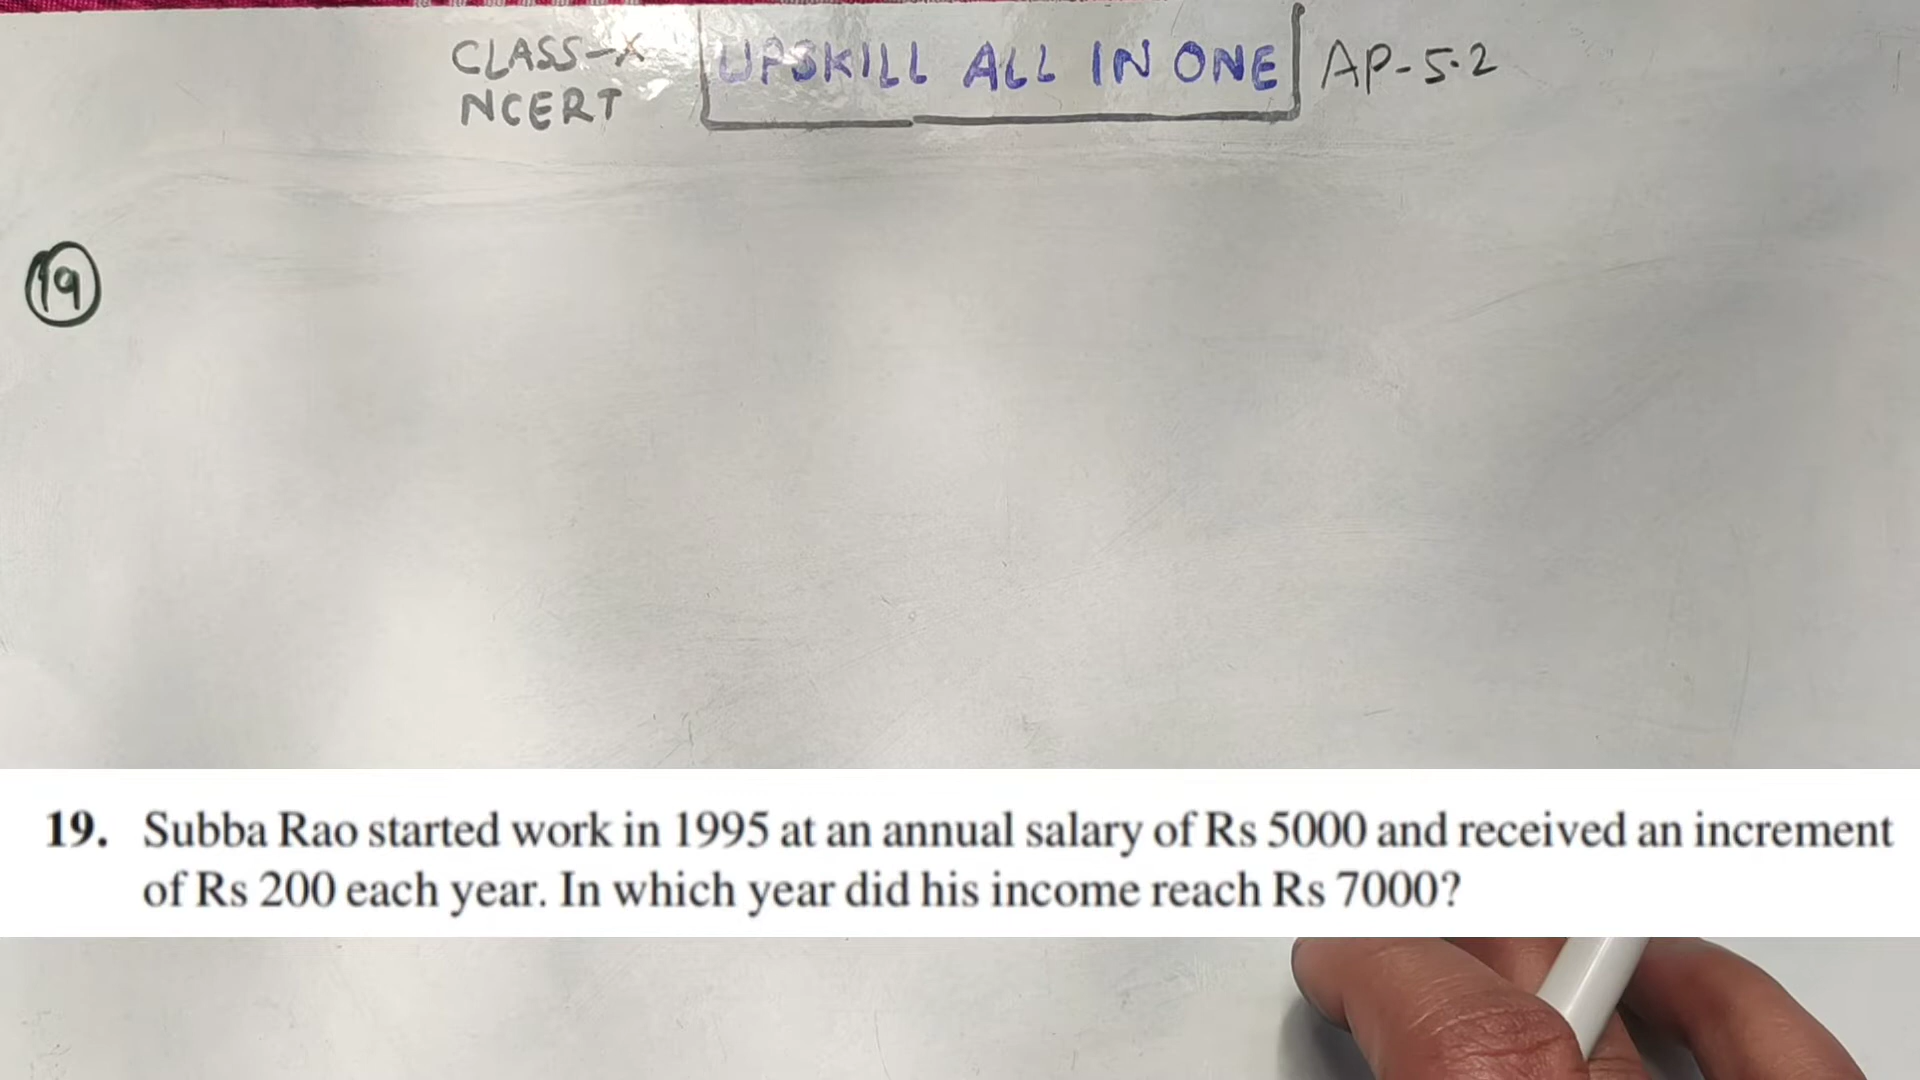 CLASS-X UPSKILL ALL IN ONE AP-5.2
NCERT
19
19. Subba Rao started work in 1995 at an annual salary of Rs 5000 and received an increment
of Rs 200 each year. In which year did his income reach Rs 7000?